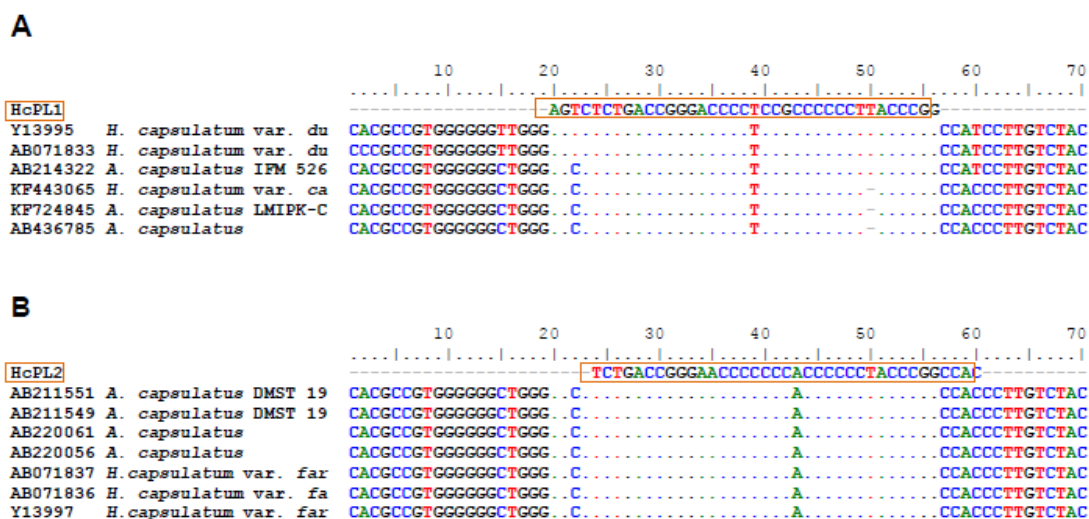 A
10 20 30 40 50 60 70
....|....|....|....|....|....|....|....|....|....|....|....|....|....|
HcPL1 -------------------AGTCTCTGACCGGGACCCCTCCGCCCCCCTTACCCGG--------------
Y13995 H. capsulatum var. du CACGCCGTGGGGGGTTGGG...................T.................CCATCCTTGTCTAC
AB071833 H. capsulatum var. du CCCGCCGTGGGGGGTTGGG...................T.................CCATCCTTGTCTAC
AB214322 A. capsulatus IFM 526 CACGCCGTGGGGGGCTGGG..C................T.................CCATCCTTGTCTAC
KF443065 H. capsulatum var. ca CACGCCGTGGGGGGCTGGG..C................T..........-......CCACCCTTGTCTAC
KF724845 A. capsulatus LMIPK-C CACGCCGTGGGGGGCTGGG..C................T..........-......CCACCCTTGTCTAC
AB436785 A. capsulatus CACGCCGTGGGGGGCTGGG..C................T..........-......CCACCCTTGTCTAC
B
10 20 30 40 50 60 70
....|....|....|....|....|....|....|....|....|....|....|....|....|....|
HcPL2 -----------------------TCTGACCGGGAACCCCCCCACCCCCCTACCCGGCCAC----------
AB211551 A. capsulatus DMST 19 CACGCCGTGGGGGGCTGGG..C....................A.............CCACCCTTGTCTAC
AB211549 A. capsulatus DMST 19 CACGCCGTGGGGGGCTGGG..C....................A.............CCACCCTTGTCTAC
AB220061 A. capsulatus CACGCCGTGGGGGGCTGGG..C....................A.............CCACCCTTGTCTAC
AB220056 A. capsulatus CACGCCGTGGGGGGCTGGG..C....................A.............CCACCCTTGTCTAC
AB071837 H.capsulatum var. far CACGCCGTGGGGGGCTGGG..C....................A.............CCACCCTTGTCTAC
AB071836 H. capsulatum var. fa CACGCCGTGGGGGGCTGGG..C....................A.............CCACCCTTGTCTAC
Y13997 H.capsulatum var. far CACGCCGTGGGGGGCTGGG..C....................A.............CCACCCTTGTCTAC